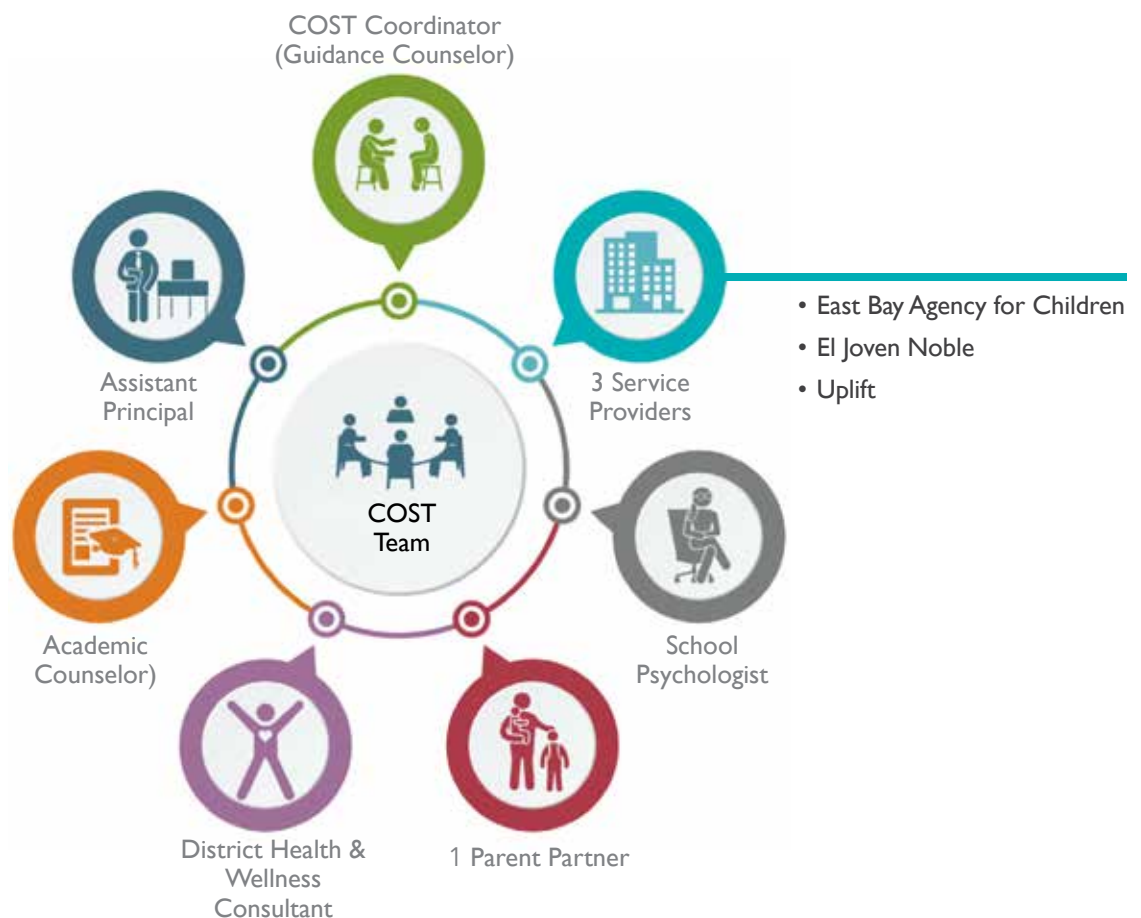 COST Coordinator
(Guidance Counselor)
Assistant
Principal
3 Service
Providers
• East Bay Agency for Children
• El Joven Noble
• Uplift
COST
Team
Academic
Counselor)
School
Psychologist
District Health &
Wellness
Consultant
1 Parent Partner